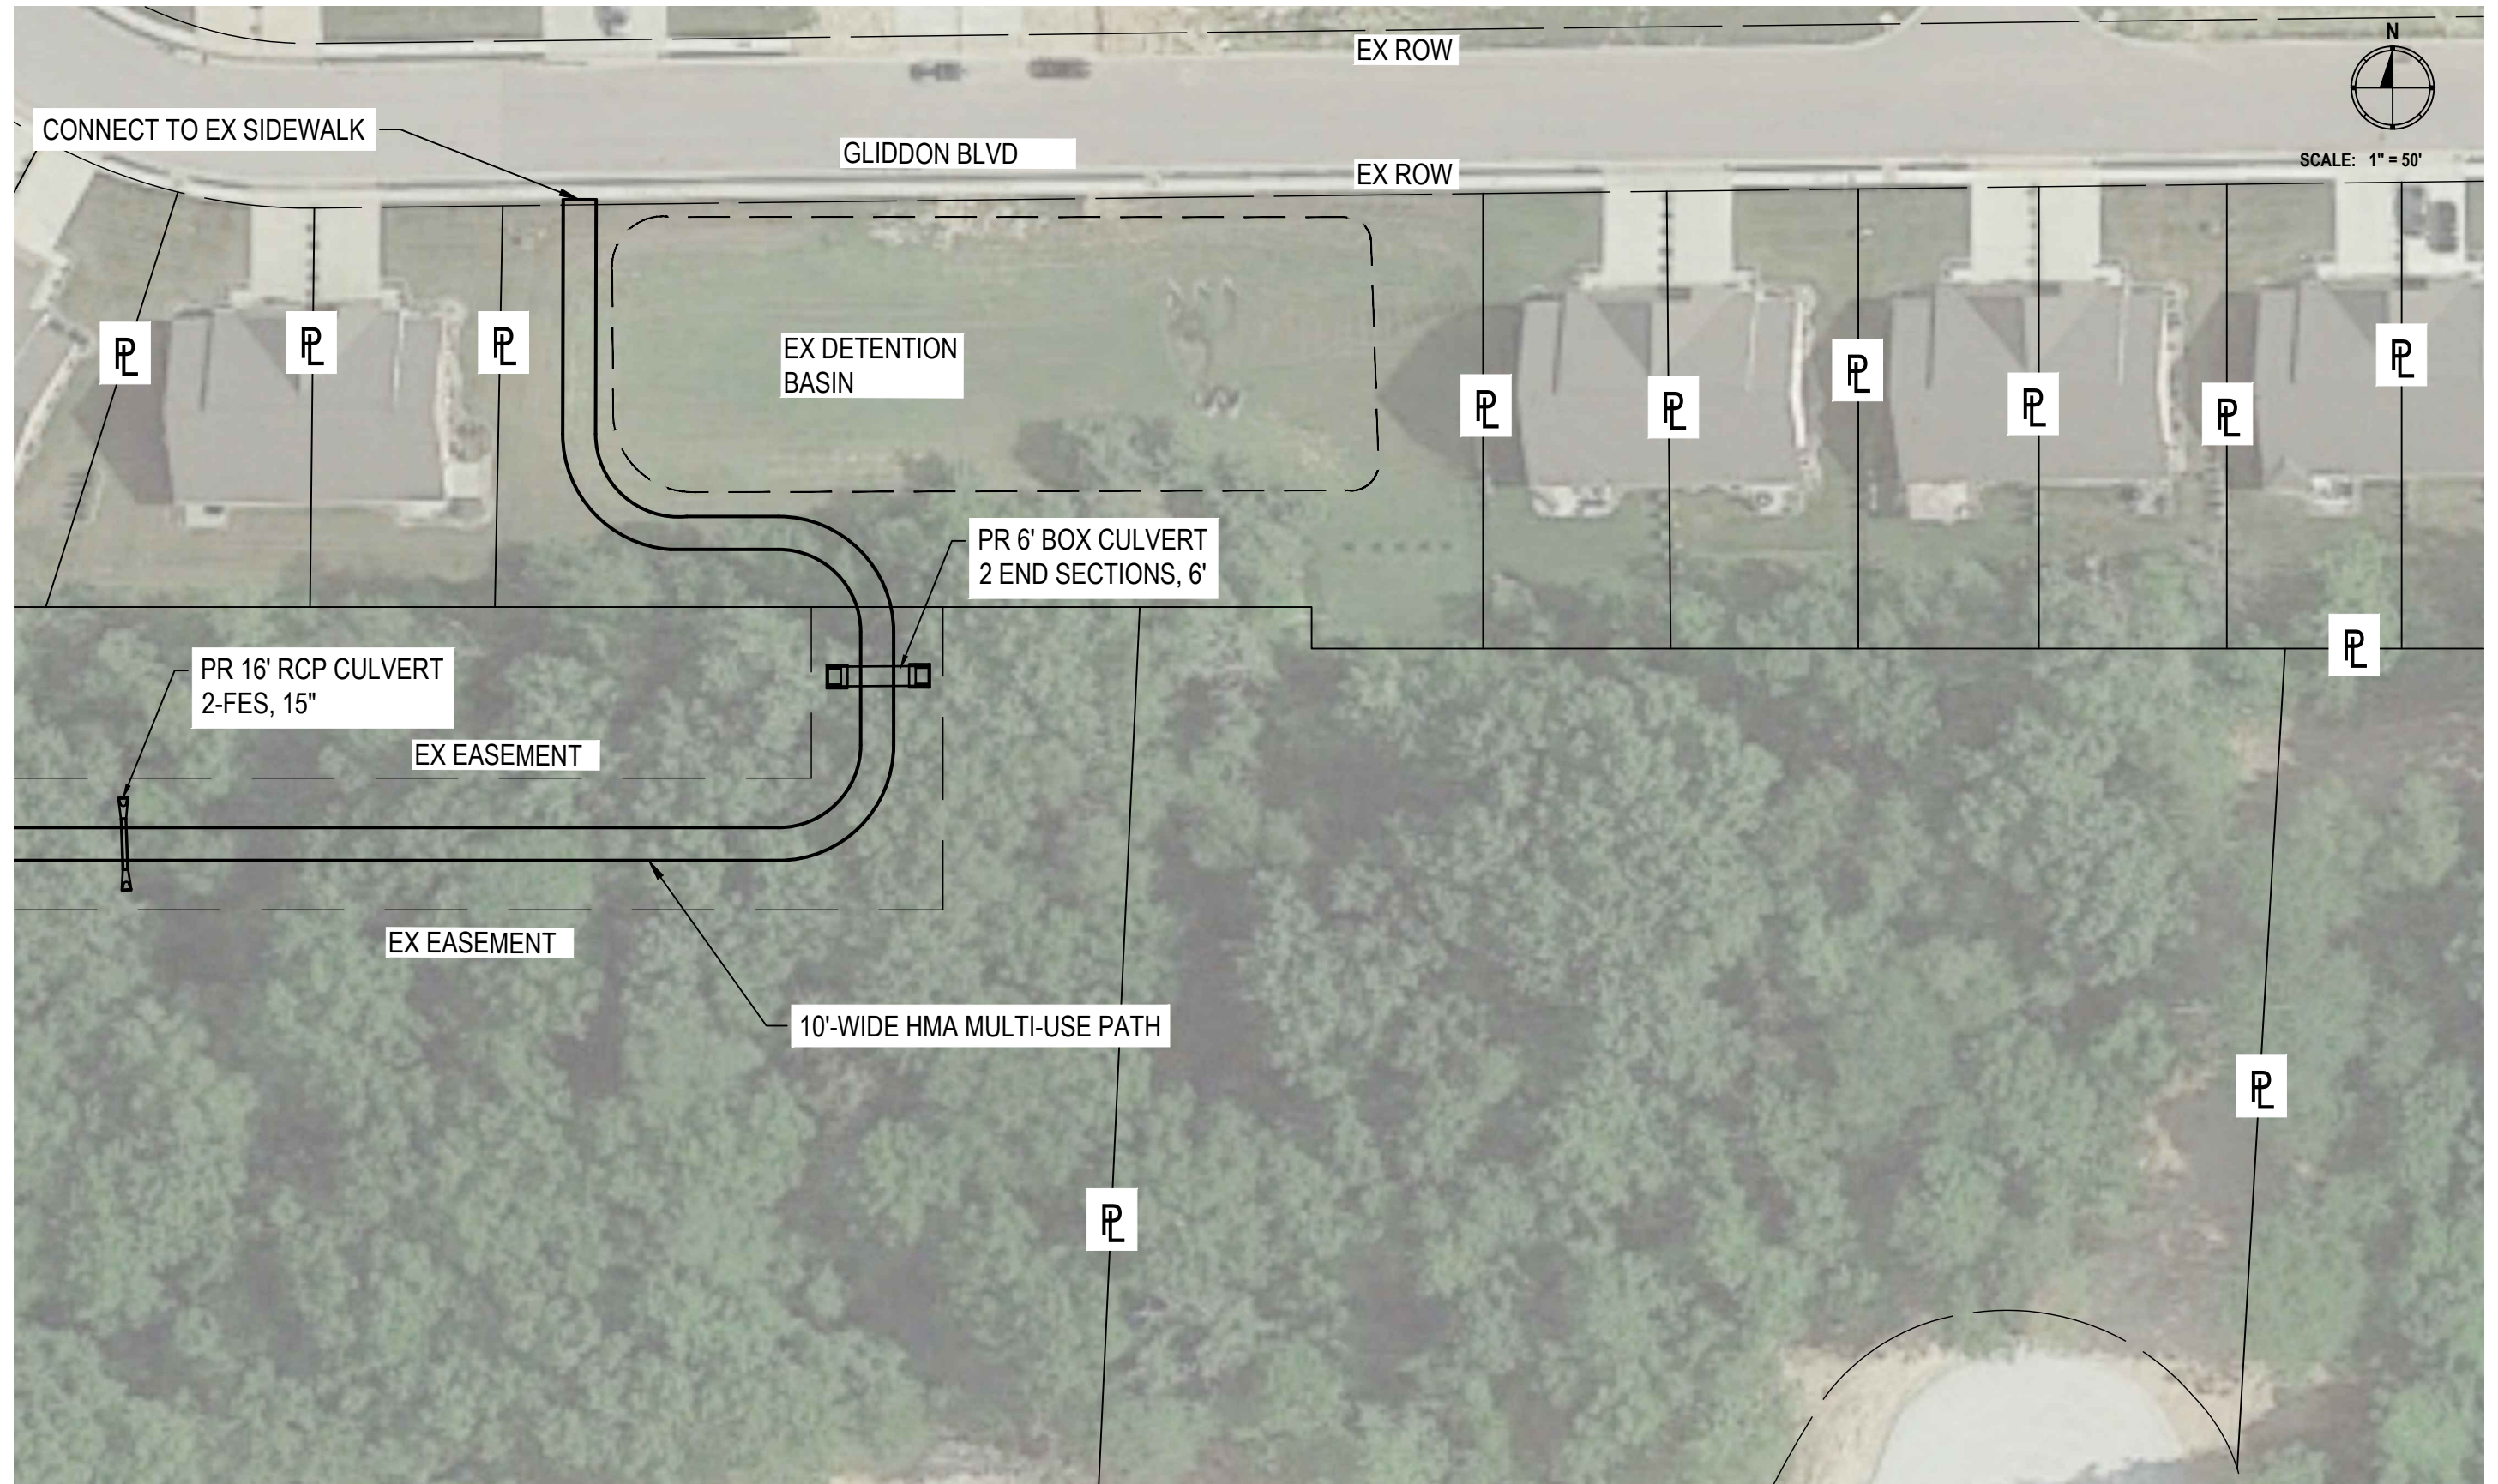 EX ROW
N
SCALE: 1" = 50'
CONNECT TO EX SIDEWALK
GLIDDON BLVD
EX ROW
PL
PL
PL
EX DETENTION
BASIN
PL
PL
PL
PL
PL
PL
PR 6' BOX CULVERT
2 END SECTIONS, 6'
PL
PR 16' RCP CULVERT
2-FES, 15"
EX EASEMENT
EX EASEMENT
10'-WIDE HMA MULTI-USE PATH
PL
PL